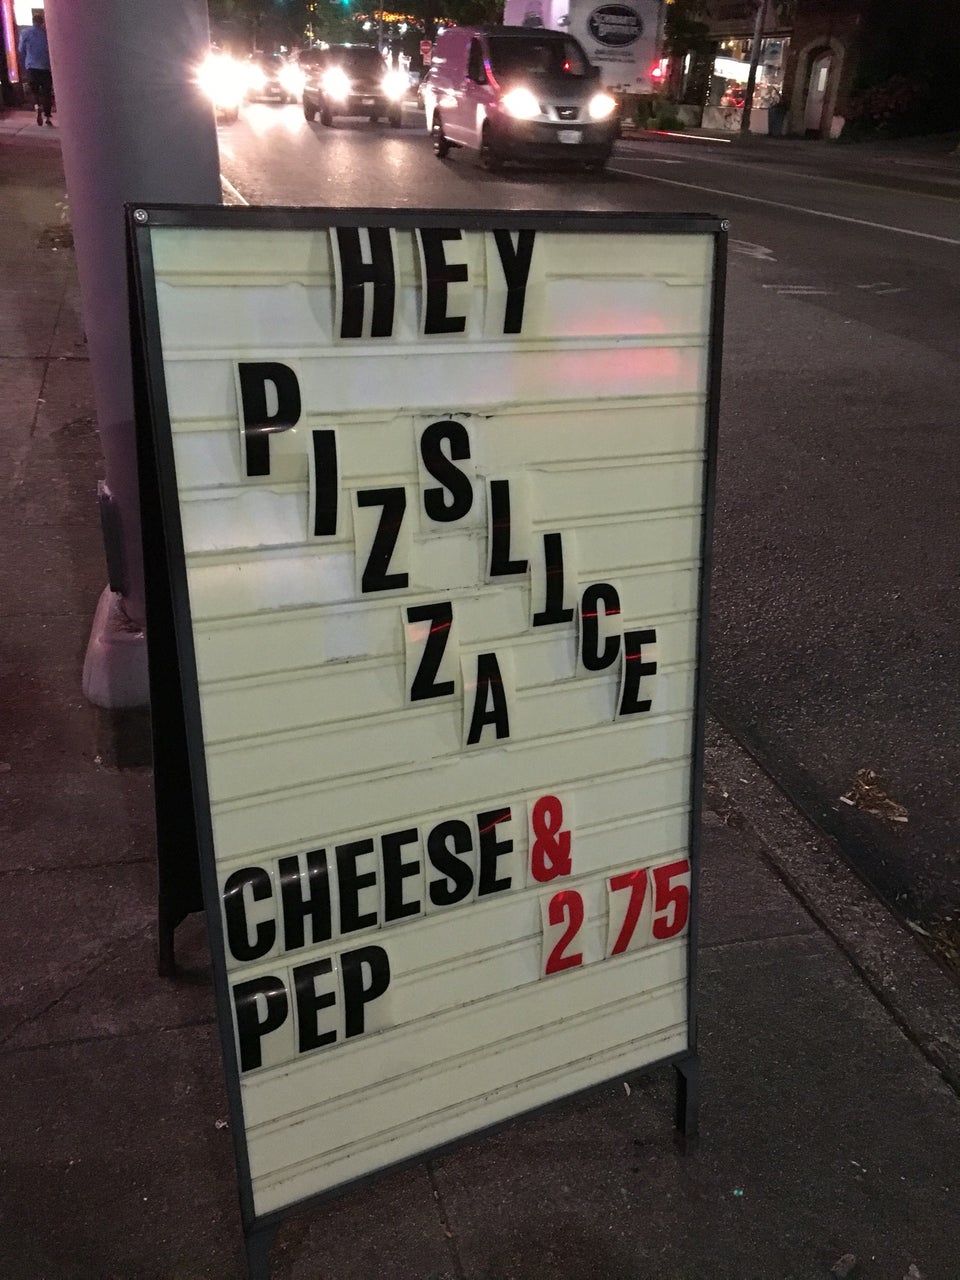 HEY
PIZZA
SLICE
CHEESE &
PEP 2 75